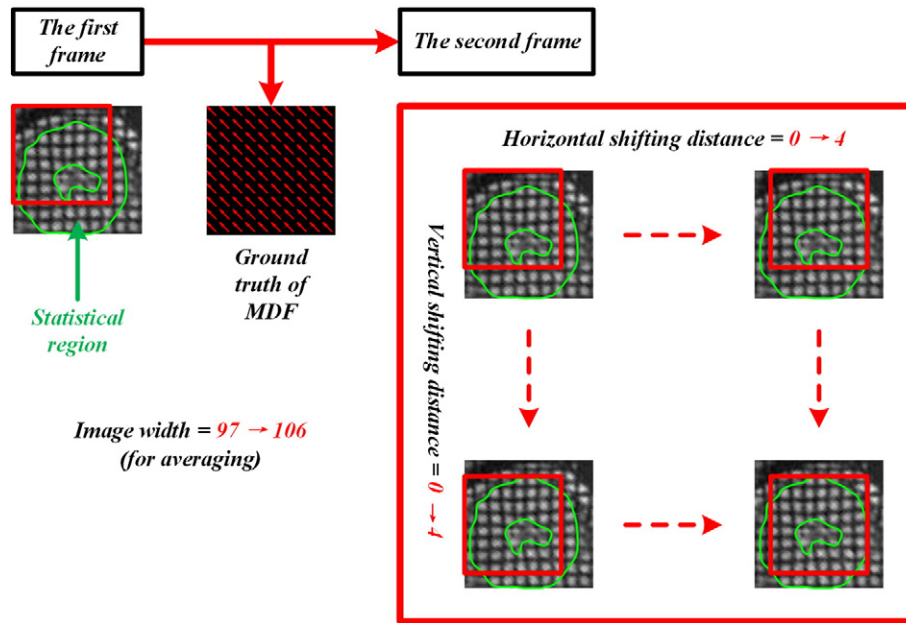 The first
frame
The second frame
Horizontal shifting distance = 0 → 4
Vertical shifting distance = 0 → 4
Ground
truth of
MDF
Statistical
region
Image width = 97 → 106
(for averaging)